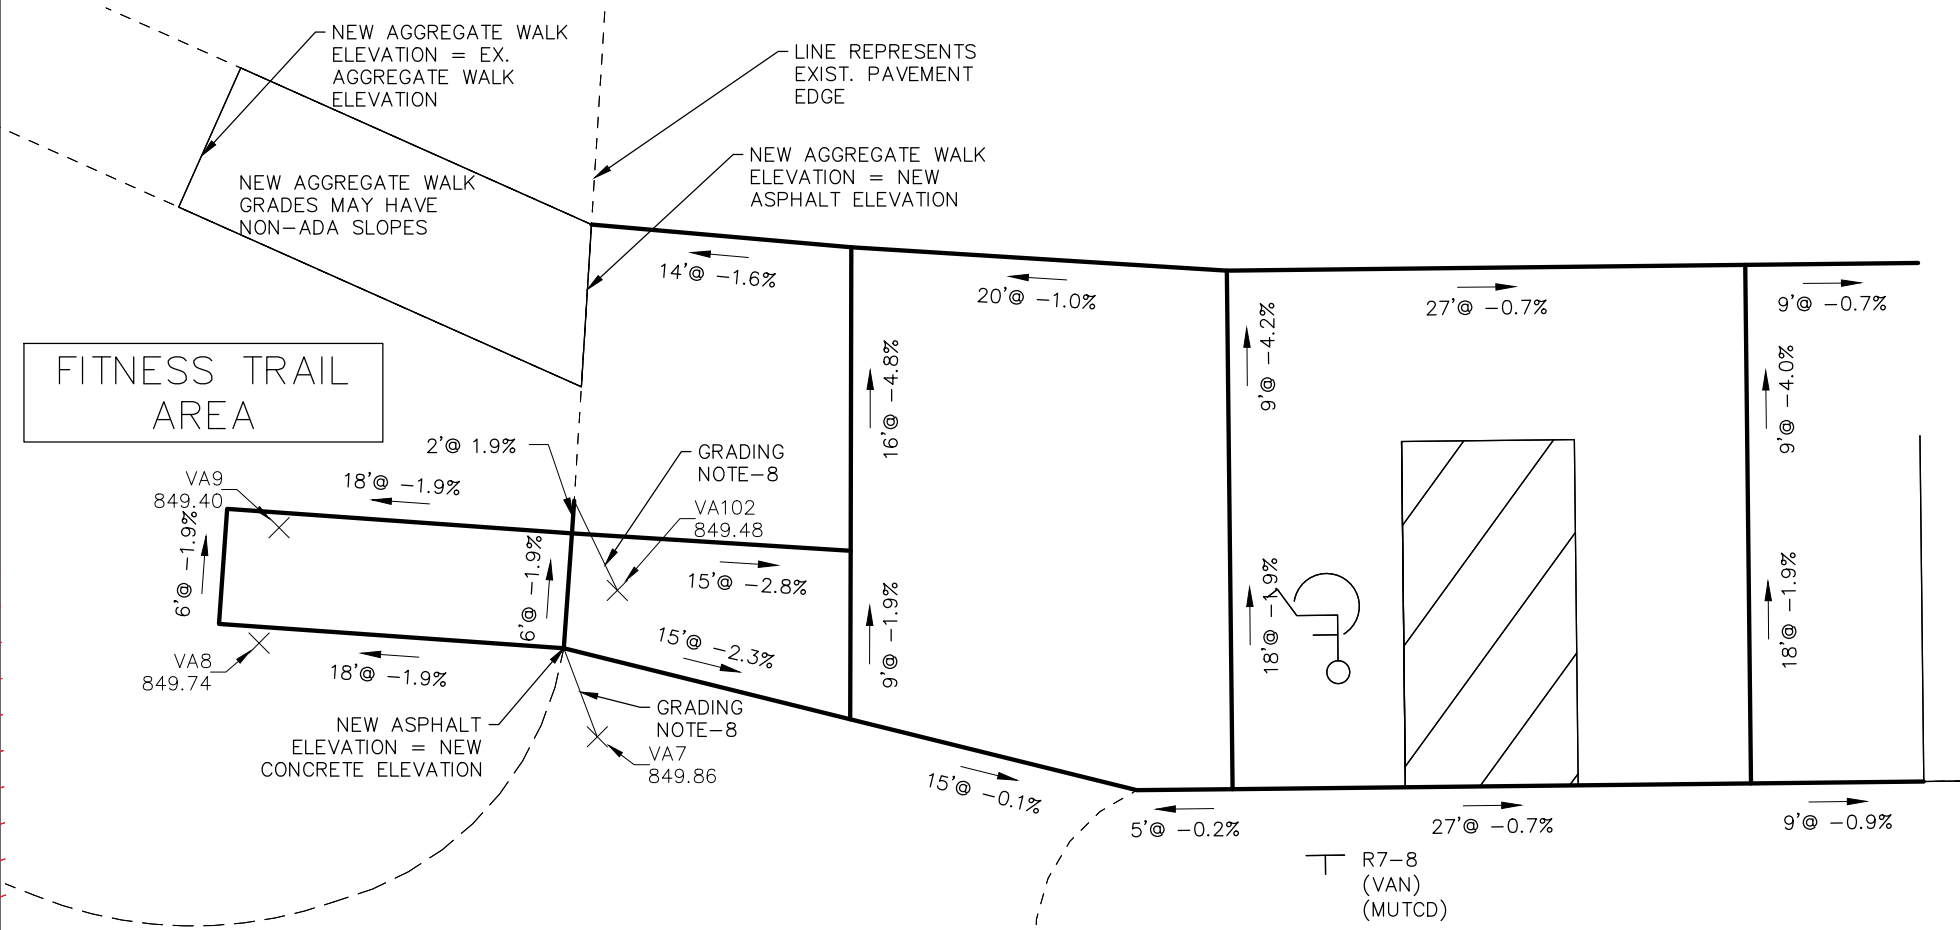 NEW AGGREGATE WALK
ELEVATION = EX.
AGGREGATE WALK
ELEVATION
LINE REPRESENTS
EXIST. PAVEMENT
EDGE
NEW AGGREGATE WALK
ELEVATION = NEW
ASPHALT ELEVATION
NEW AGGREGATE WALK
GRADES MAY HAVE
NON-ADA SLOPES
14'@ -1.6%
20'@ -1.0%
27'@ -0.7%
9'@ -0.7%
FITNESS TRAIL
AREA
16'@ -4.8%
9'@ -4.2%
9'@ -4.0%
2'@ 1.9%
GRADING
NOTE-8
VA9
849.40
18'@ -1.9%
VA102
849.48
6'@ -1.9%
6'@ -1.9%
15'@ -2.8%
9'@ -1.9%
18'@ -1.9%
18'@ -1.9%
15'@ -2.3%
VA8
849.74
18'@ -1.9%
GRADING
NOTE-8
NEW ASPHALT
ELEVATION = NEW
CONCRETE ELEVATION
VA7
849.86
15'@ -0.1%
5'@ -0.2%
27'@ -0.7%
9'@ -0.9%
R7-8
(VAN)
(MUTCD)